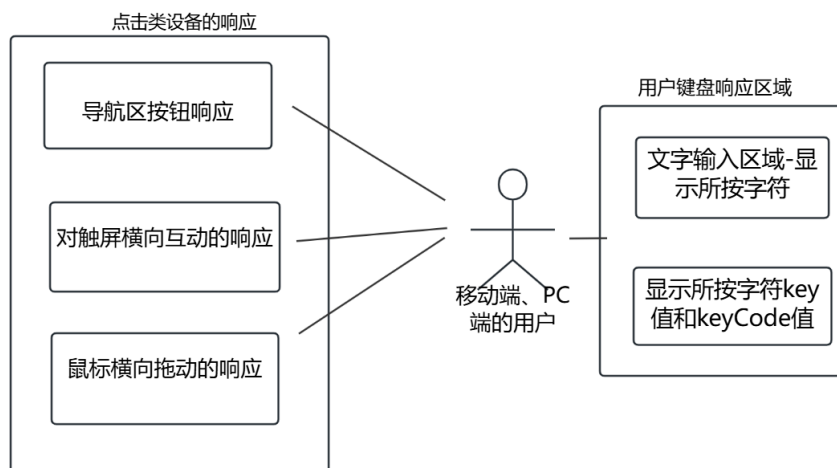 点击类设备的响应
导航区按钮响应
对触屏横向互动的响应
鼠标横向拖动的响应
移动端、PC
端的用户
用户键盘响应区域
文字输入区域-显
示所按字符
显示所按字符key
值和keyCode值